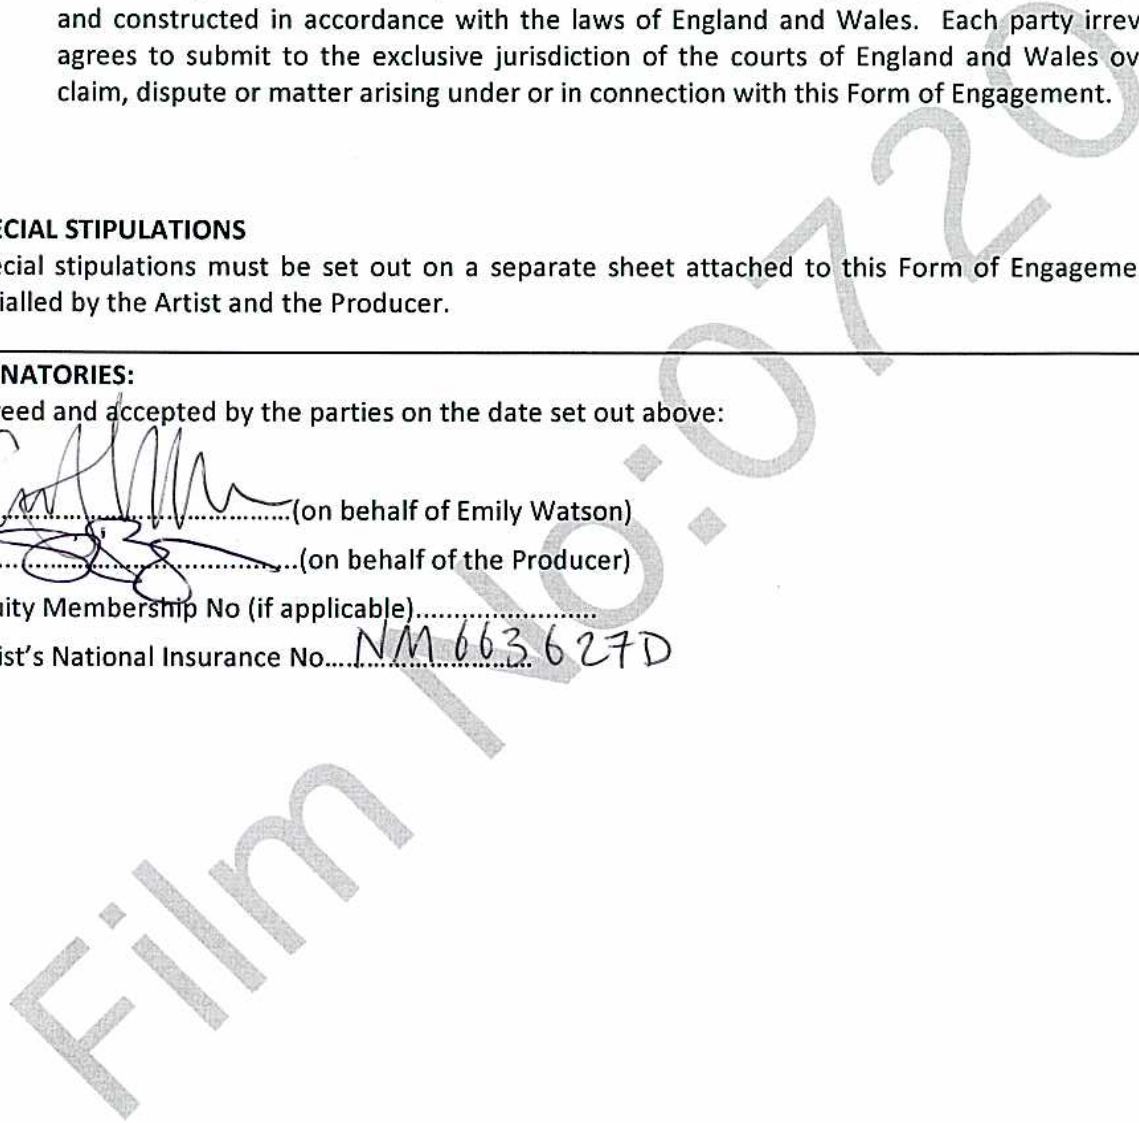 and constructed in accordance with the laws of England and Wales. Each party irrev
agrees to submit to the exclusive jurisdiction of the courts of England and Wales ov
claim, dispute or matter arising under or in connection with this Form of Engagement.
ECIAL STIPULATIONS
ecial stipulations must be set out on a separate sheet attached to this Form of Engageme
ialled by the Artist and the Producer.
NATORIES:
reed and accepted by the parties on the date set out above:
(on behalf of Emily Watson)
(on behalf of the Producer)
uity Membership No (if applicable)........................
ist's National Insurance No.... NM663627D
Film No:0720